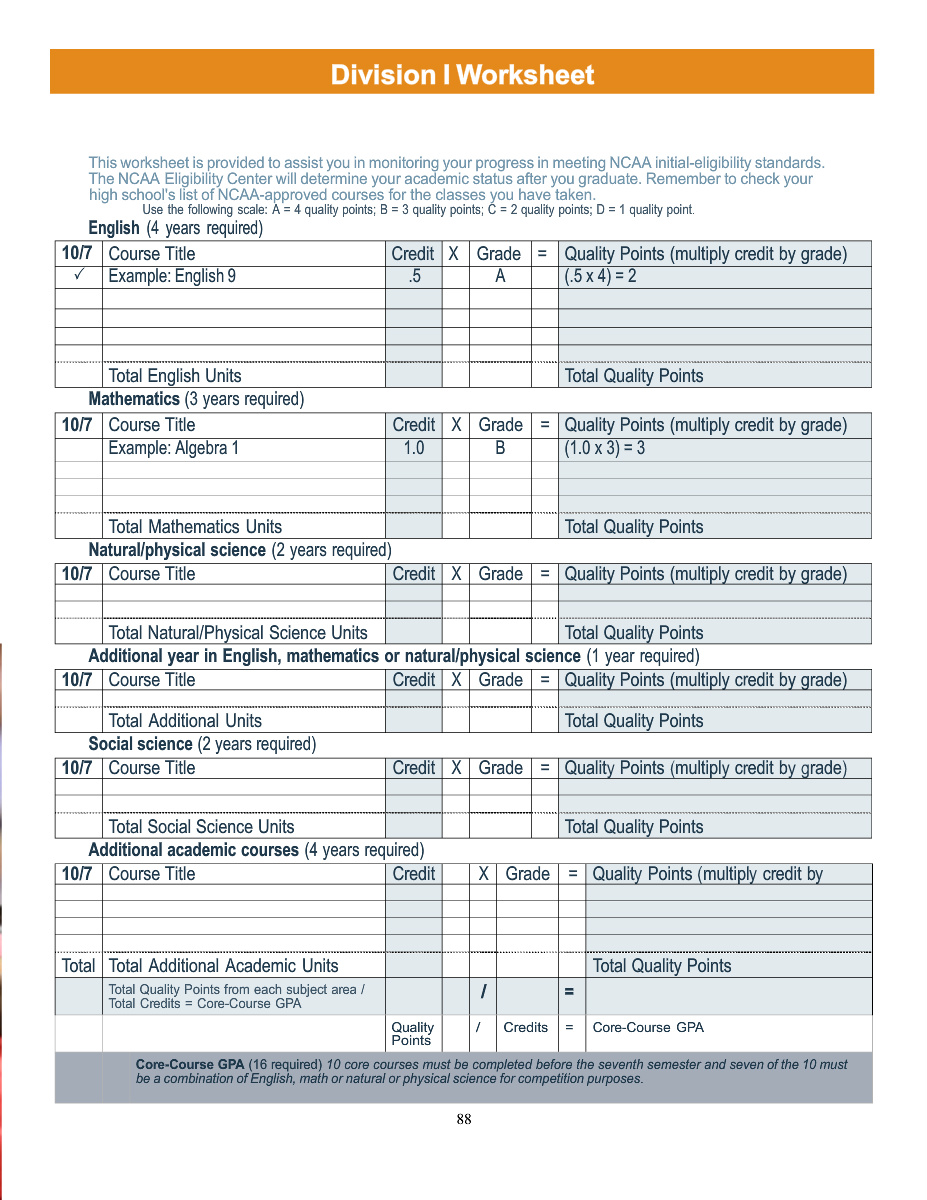 Division I Worksheet
This worksheet is provided to assist you in monitoring your progress in meeting NCAA initial-eligibility standards.
The NCAA Eligibility Center will determine your academic status after you graduate. Remember to check your
high school's list of NCAA-approved courses for the classes you have taken.
Use the following scale: A = 4 quality points; B = 3 quality points; C = 2 quality points; D = 1 quality point.
English (4 years required)
10/7 Course Title Credit X Grade = Quality Points (multiply credit by grade)
✓ Example: English 9 .5 A (.5 x 4) = 2
Total English Units Total Quality Points
Mathematics (3 years required)
10/7 Course Title Credit X Grade = Quality Points (multiply credit by grade)
Example: Algebra 1 1.0 B (1.0 x 3) = 3
Total Mathematics Units Total Quality Points
Natural/physical science (2 years required)
10/7 Course Title Credit X Grade = Quality Points (multiply credit by grade)
Total Natural/Physical Science Units Total Quality Points
Additional year in English, mathematics or natural/physical science (1 year required)
10/7 Course Title Credit X Grade = Quality Points (multiply credit by grade)
Total Additional Units Total Quality Points
Social science (2 years required)
10/7 Course Title Credit X Grade = Quality Points (multiply credit by grade)
Total Social Science Units Total Quality Points
Additional academic courses (4 years required)
10/7 Course Title Credit X Grade = Quality Points (multiply credit by
Total Total Additional Academic Units Total Quality Points
Total Quality Points from each subject area / / =
Total Credits = Core-Course GPA
Quality / Credits = Core-Course GPA
Points
Core-Course GPA (16 required) 10 core courses must be completed before the seventh semester and seven of the 10 must
be a combination of English, math or natural or physical science for competition purposes.
88